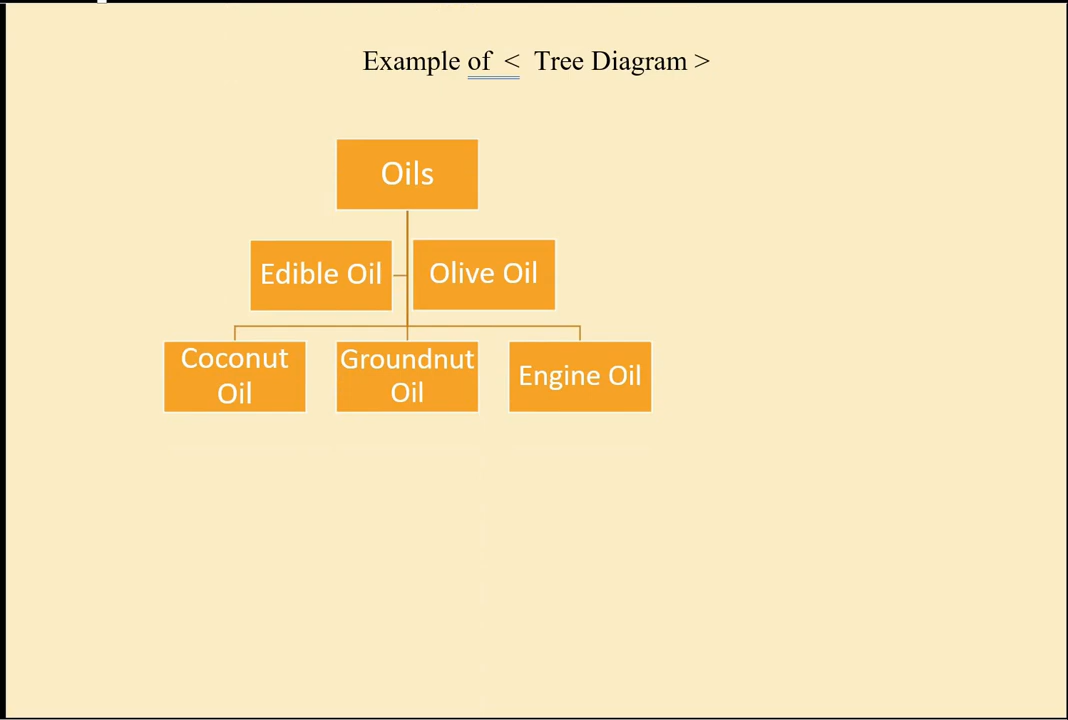 Example of < Tree Diagram >
Oils
Edible Oil
Olive Oil
Coconut
Oil
Groundnut
Oil
Engine Oil